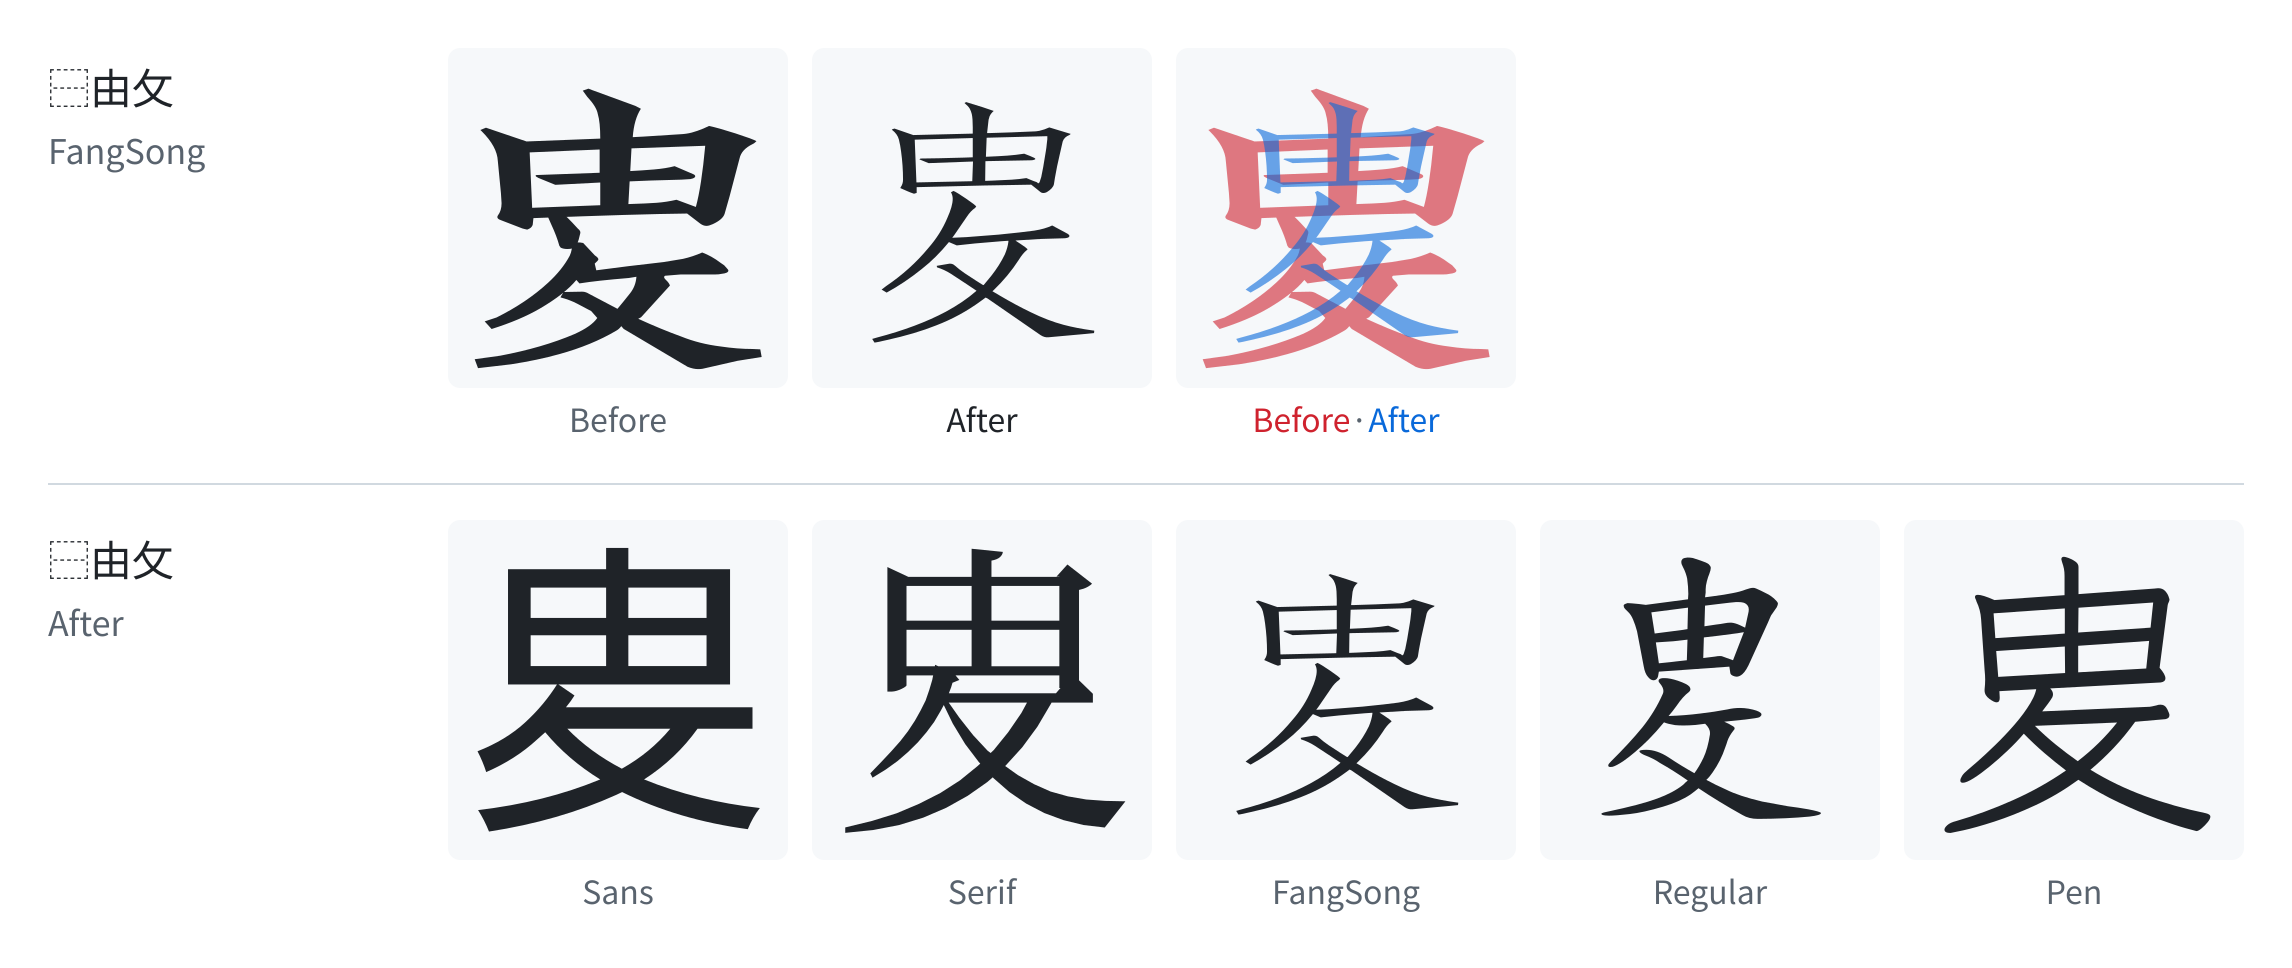 ⿱由攵
FangSong
Before
After
Before · After
⿱由攵
After
Sans
Serif
FangSong
Regular
Pen